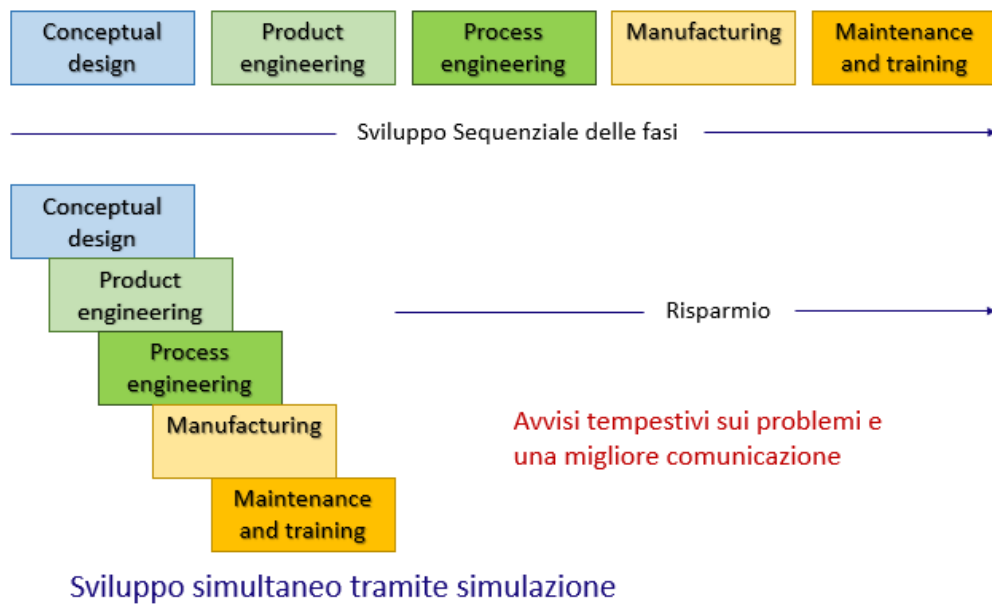 Conceptual
design
Product
engineering
Process
engineering
Manufacturing
Maintenance
and training
Sviluppo Sequenziale delle fasi
Conceptual
design
Product
engineering
Process
engineering
Manufacturing
Maintenance
and training
Risparmio
Avvisi tempestivi sui problemi e
una migliore comunicazione
Sviluppo simultaneo tramite simulazione